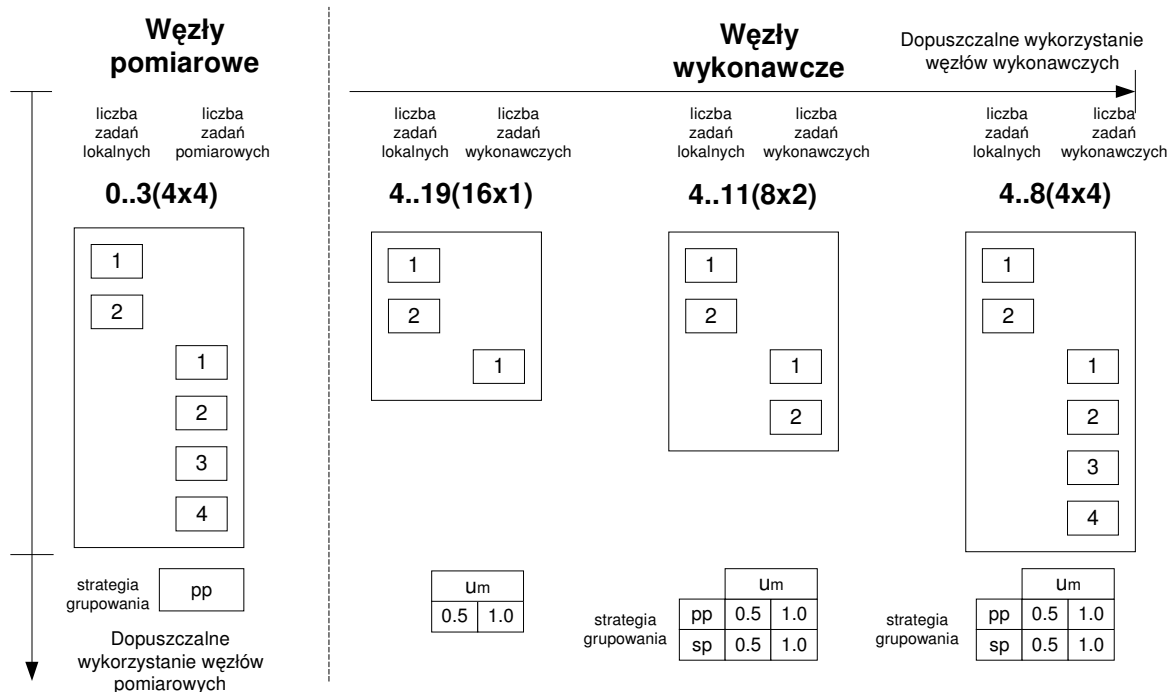 Węzły
pomiarowe
Węzły
wykonawcze
Dopuszczalne wykorzystanie
węzłów wykonawczych
liczba
zadań
lokalnych
liczba
zadań
pomiarowych
liczba
zadań
lokalnych
liczba
zadań
wykonawczych
liczba
zadań
lokalnych
liczba
zadań
wykonawczych
liczba
zadań
lokalnych
liczba
zadań
wykonawczych
0..3(4x4)
4..19(16x1)
4..11(8x2)
4..8(4x4)
1
2
1
2
3
4
1
2
1
1
2
1
2
1
2
1
2
3
4
strategia
grupowania
pp
Dopuszczalne
wykorzystanie węzłów
pomiarowych
um
0.5 1.0
strategia
grupowania
um
pp 0.5 1.0
sp 0.5 1.0
strategia
grupowania
um
pp 0.5 1.0
sp 0.5 1.0